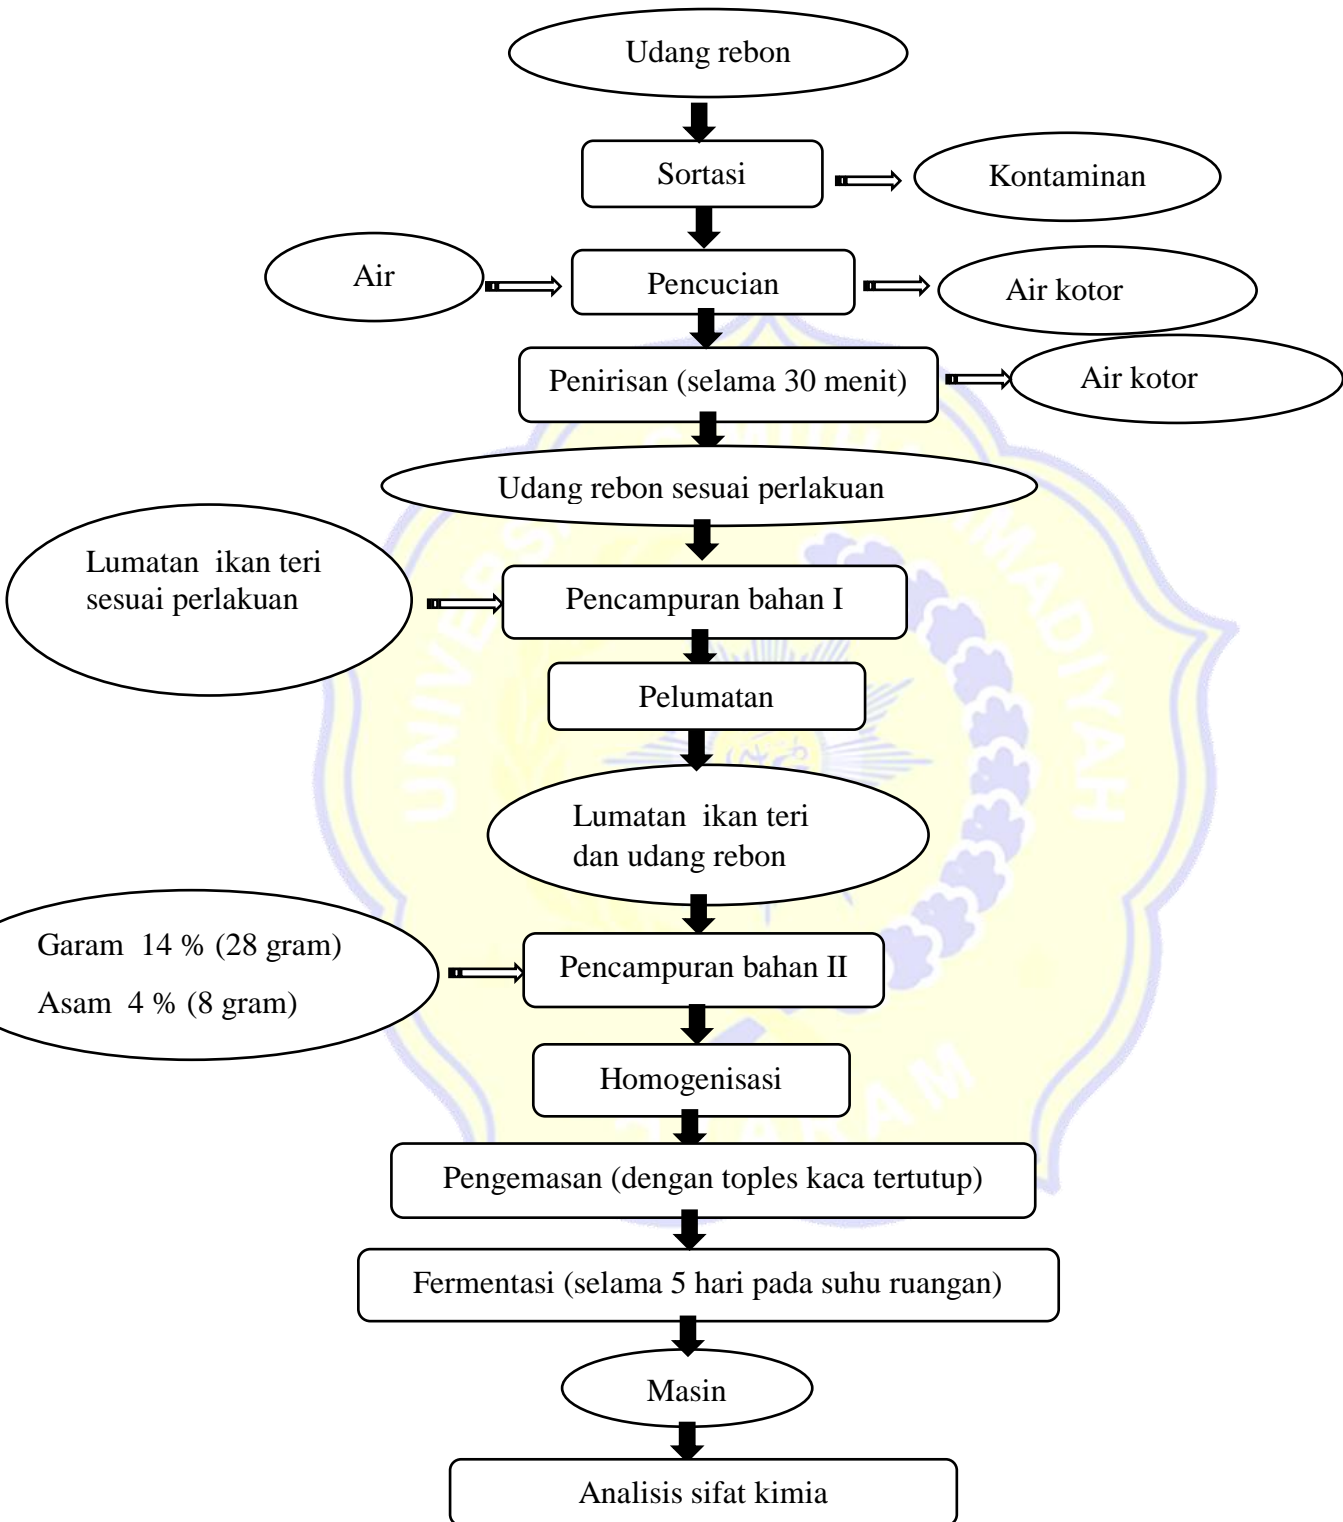 Udang rebon
Sortasi
Kontaminan
Air
Pencucian
Air kotor
Penirisan (selama 30 menit)
Air kotor
Udang rebon sesuai perlakuan
Lumatan ikan teri
sesuai perlakuan
Pencampuran bahan I
Pelumatan
Lumatan ikan teri
dan udang rebon
Garam 14 % (28 gram)
Asam 4 % (8 gram)
Pencampuran bahan II
Homogenisasi
Pengemasan (dengan toples kaca tertutup)
Fermentasi (selama 5 hari pada suhu ruangan)
Masin
Analisis sifat kimia